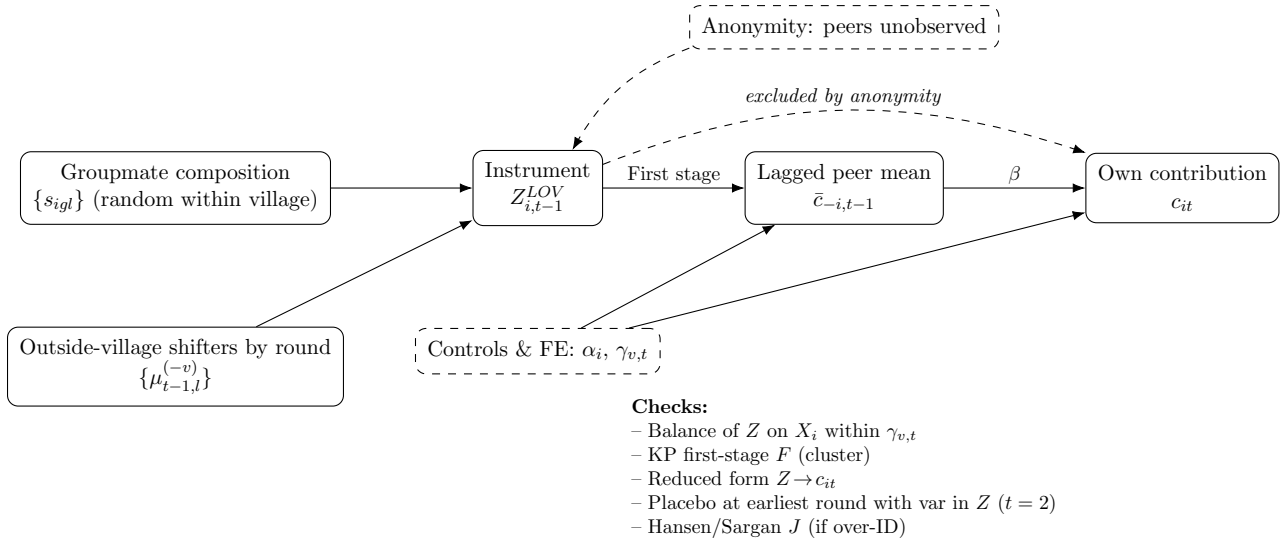 Anonymity: peers unobserved
excluded by anonymity
Groupmate composition
{s_{igl}} (random within village)
Instrument
Z^{LOV}_{i,t−1}
First stage
Lagged peer mean
c̄_{−i,t−1}
β
Own contribution
c_{it}
Outside-village shifters by round
{μ^{(−v)}_{t−1,l}}
Controls & FE: α_i, γ_{v,t}
Checks:
– Balance of Z on X_i within γ_{v,t}
– KP first-stage F (cluster)
– Reduced form Z→c_{it}
– Placebo at earliest round with var in Z (t = 2)
– Hansen/Sargan J (if over-ID)